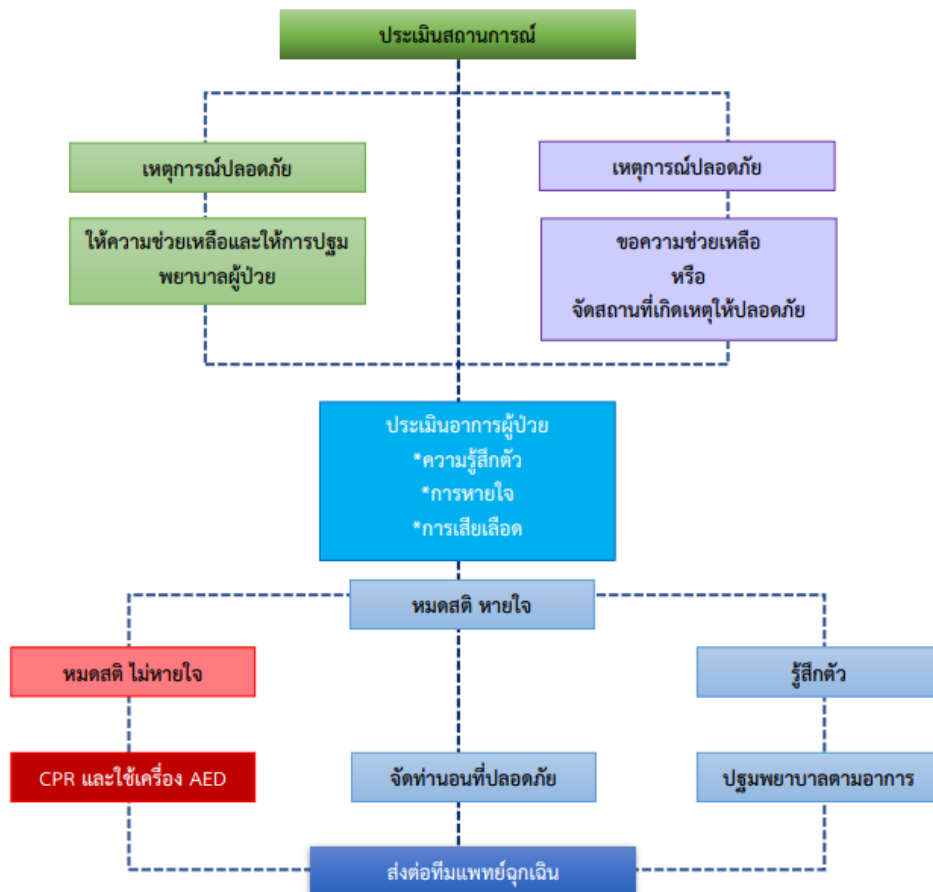 ประเมินสถานการณ์
เหตุการณ์ปลอดภัย
เหตุการณ์ปลอดภัย
ให้ความช่วยเหลือและให้การปฐม
พยาบาลผู้ป่วย
ขอความช่วยเหลือ
หรือ
จัดสถานที่เกิดเหตุให้ปลอดภัย
ประเมินอาการผู้ป่วย
*ความรู้สึกตัว
*การหายใจ
*การเสียเลือด
หมดสติ หายใจ
หมดสติ ไม่หายใจ
รู้สึกตัว
CPR และใช้เครื่อง AED
จัดท่านอนที่ปลอดภัย
ปฐมพยาบาลตามอาการ
ส่งต่อทีมแพทย์ฉุกเฉิน